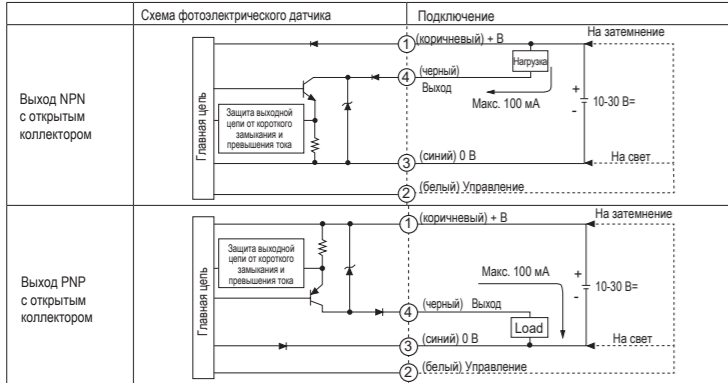 Схема фотоэлектрического датчика
Подключение
Выход NPN
с открытым
коллектором
Главная цепь
Защита выходной
цепи от короткого
замыкания и
превышения тока
1 (коричневый) + В
На затемнение
Нагрузка
4 (черный)
Выход
Макс. 100 мА
+
-
10-30 В=
3 (синий) 0 В
На свет
2 (белый) Управление
Выход PNP
с открытым
коллектором
Главная цепь
Защита выходной
цепи от короткого
замыкания и
превышения тока
1 (коричневый) + В
На затемнение
Макс. 100 мА
+
-
10-30 В=
4 (черный) Выход
Load
3 (синий) 0 В
На свет
2 (белый) Управление